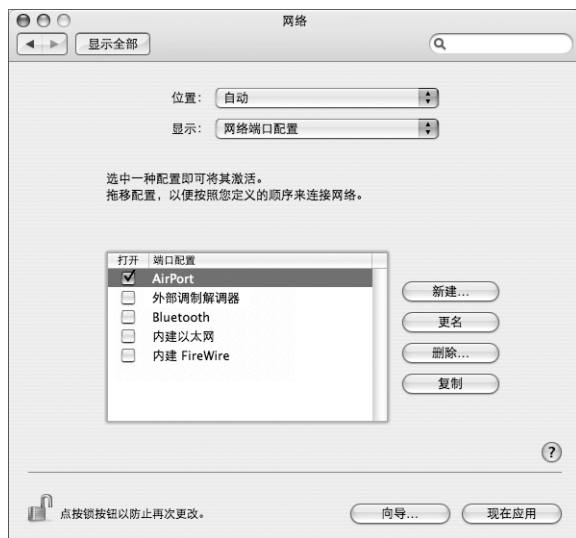 网络
显示全部
位置： 自动
显示： 网络端口配置
选中一种配置即可将其激活。
拖移配置，以便按照您定义的顺序来连接网络。
打开 端口配置
AirPort
外部调制解调器
Bluetooth
内建以太网
内建 FireWire
新建...
更名
删除...
复制
?
点按锁按钮以防止再次更改。
向导... 现在应用